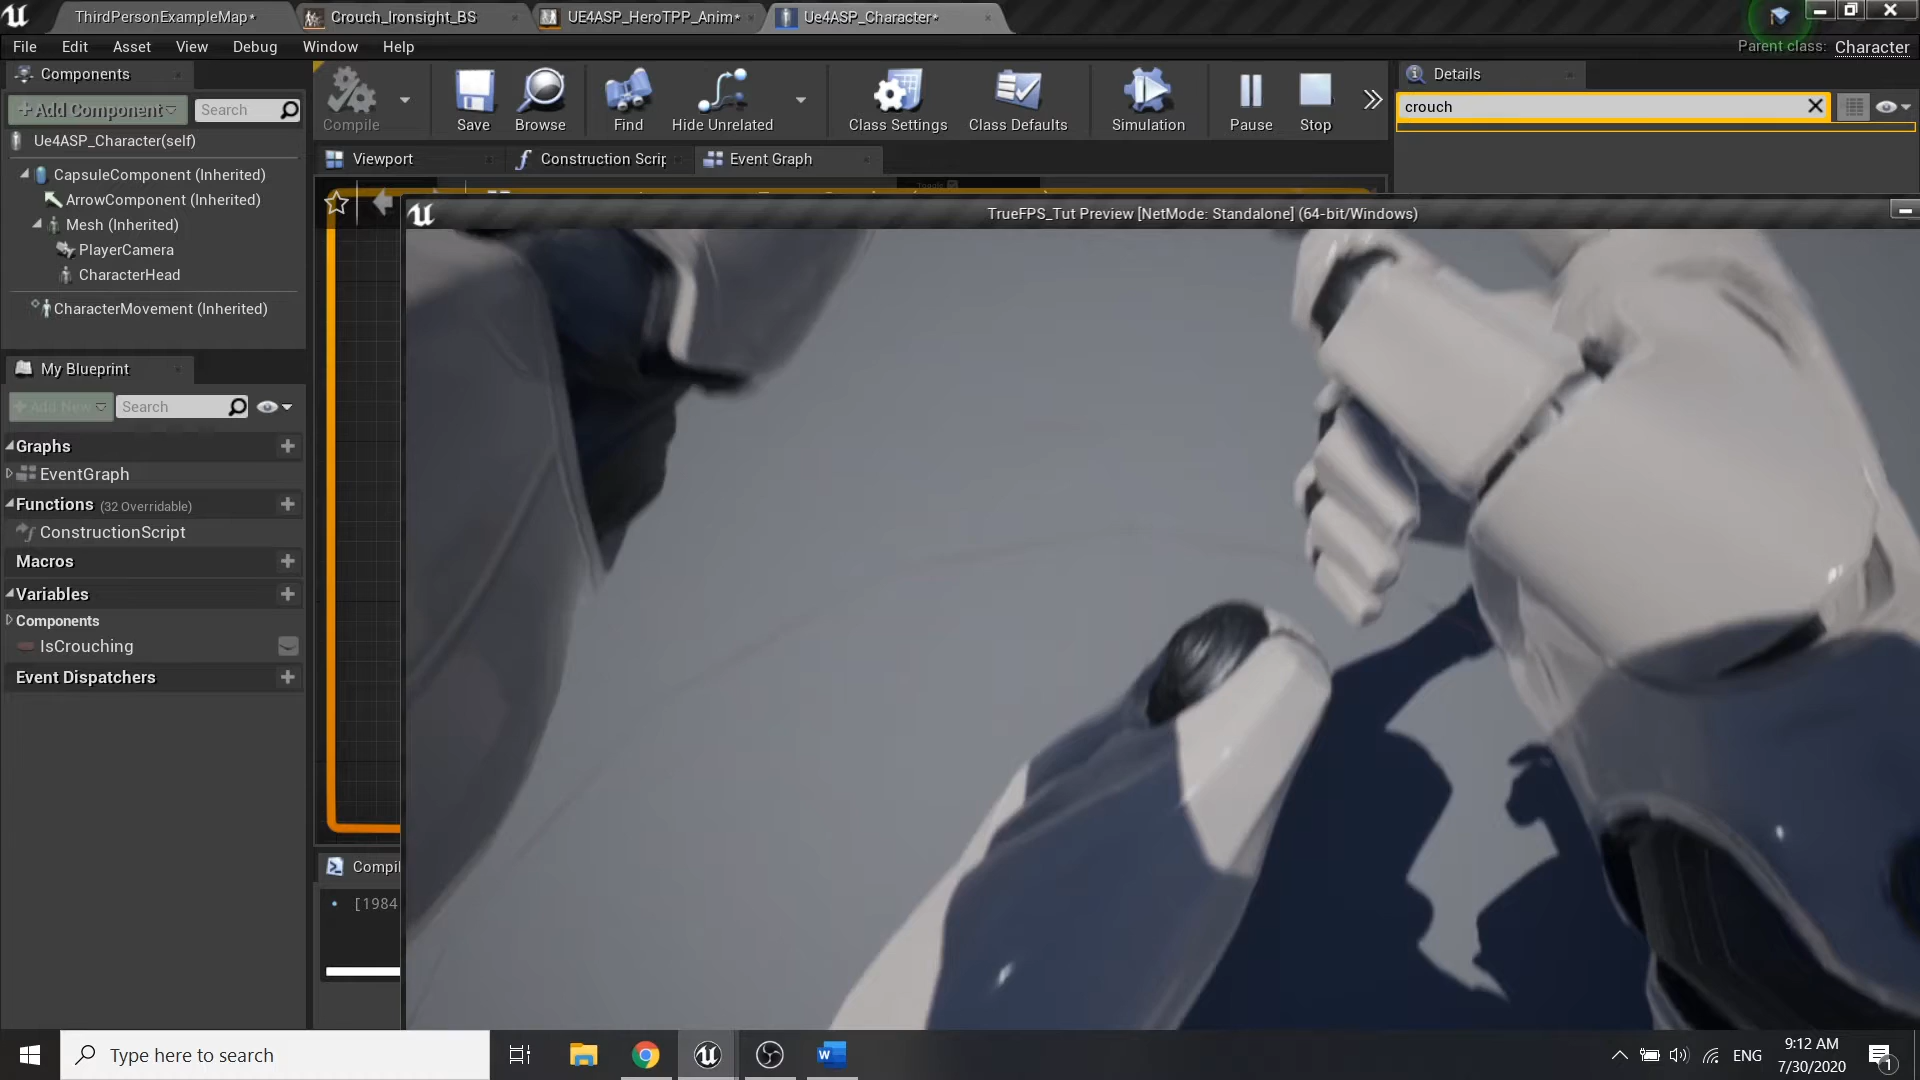 ThirdPersonExampleMap*
Crouch_Ironsight_BS
UE4ASP_HeroTPP_Anim*
Ue4ASP_Character*
File Edit Asset View Debug Window Help
Parent class: Character
Components
+Add Component
Search
Ue4ASP_Character(self)
CapsuleComponent (Inherited)
ArrowComponent (Inherited)
Mesh (Inherited)
PlayerCamera
CharacterHead
CharacterMovement (Inherited)
Compile
Save
Browse
Find
Hide Unrelated
Class Settings
Class Defaults
Simulation
Pause
Stop
Details
crouch
Viewport
Construction Scrip
Event Graph
TrueFPS_Tut Preview [NetMode: Standalone] (64-bit/Windows)
My Blueprint
+Add New
Search
Graphs
EventGraph
Functions (32 Overridable)
ConstructionScript
Macros
Variables
Components
IsCrouching
Event Dispatchers
Compil
[1984
Type here to search
ENG
9:12 AM
7/30/2020
1